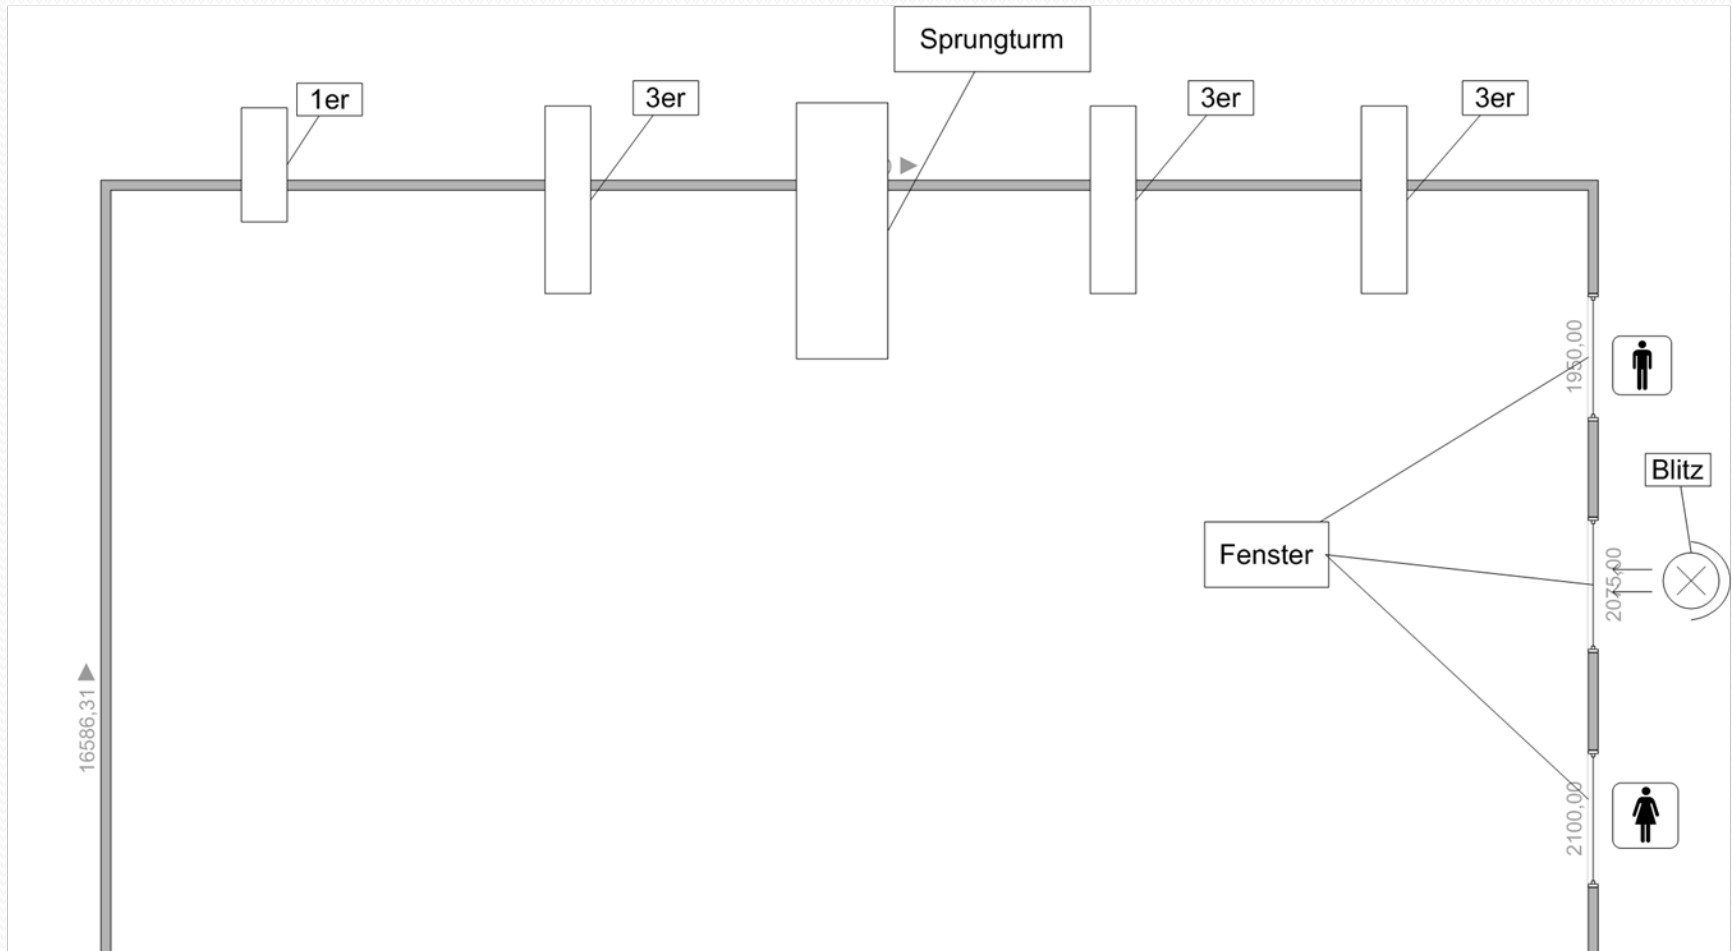 Sprungturm
1er
3er
3er
3er
1950,00
Blitz
Fenster
2075,00
16586,31
2100,00